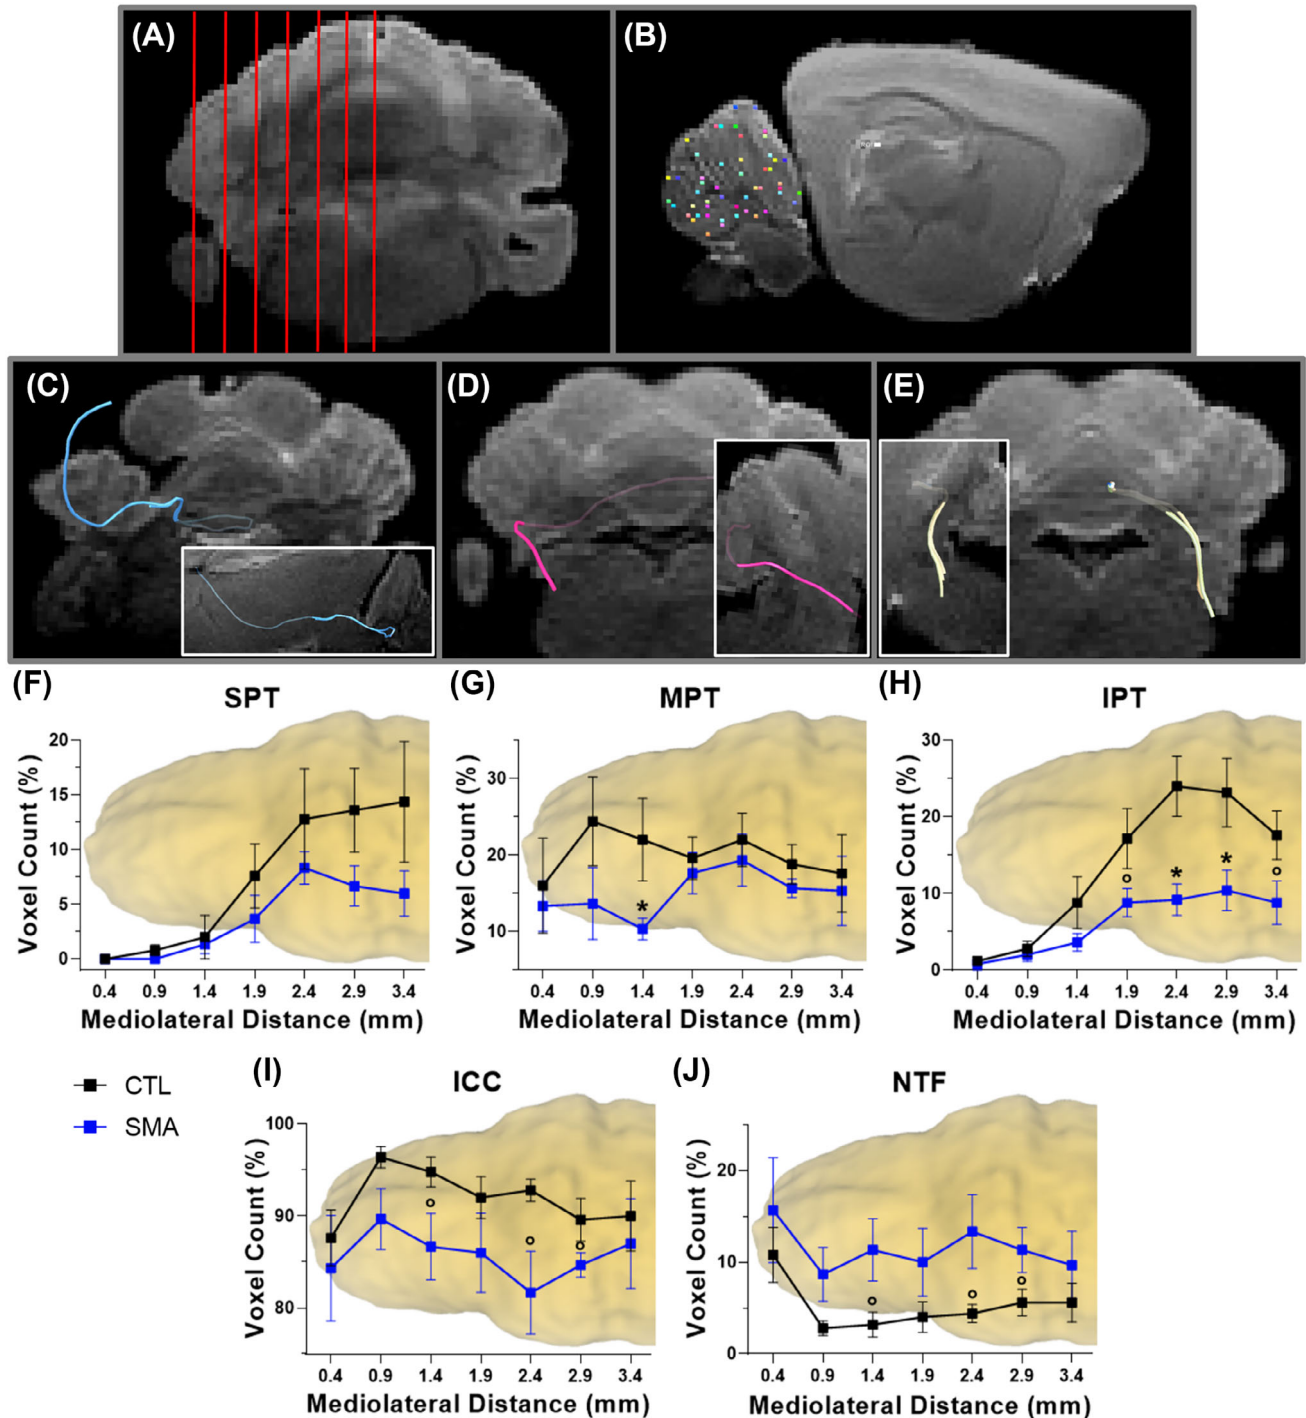 (A)
(B)
(C)
(D)
(E)
(F) SPT
Voxel Count (%)
20
15
10
5
0
0.4 0.9 1.4 1.9 2.4 2.9 3.4
Mediolateral Distance (mm)
(G) MPT
Voxel Count (%)
30
20
10
0.4 0.9 1.4 1.9 2.4 2.9 3.4
Mediolateral Distance (mm)
*
(H) IPT
Voxel Count (%)
30
20
10
0
0.4 0.9 1.4 1.9 2.4 2.9 3.4
Mediolateral Distance (mm)
° * * °
CTL
SMA
(I) ICC
Voxel Count (%)
100
90
80
0.4 0.9 1.4 1.9 2.4 2.9 3.4
Mediolateral Distance (mm)
° ° °
(J) NTF
Voxel Count (%)
20
10
0
0.4 0.9 1.4 1.9 2.4 2.9 3.4
Mediolateral Distance (mm)
° ° °